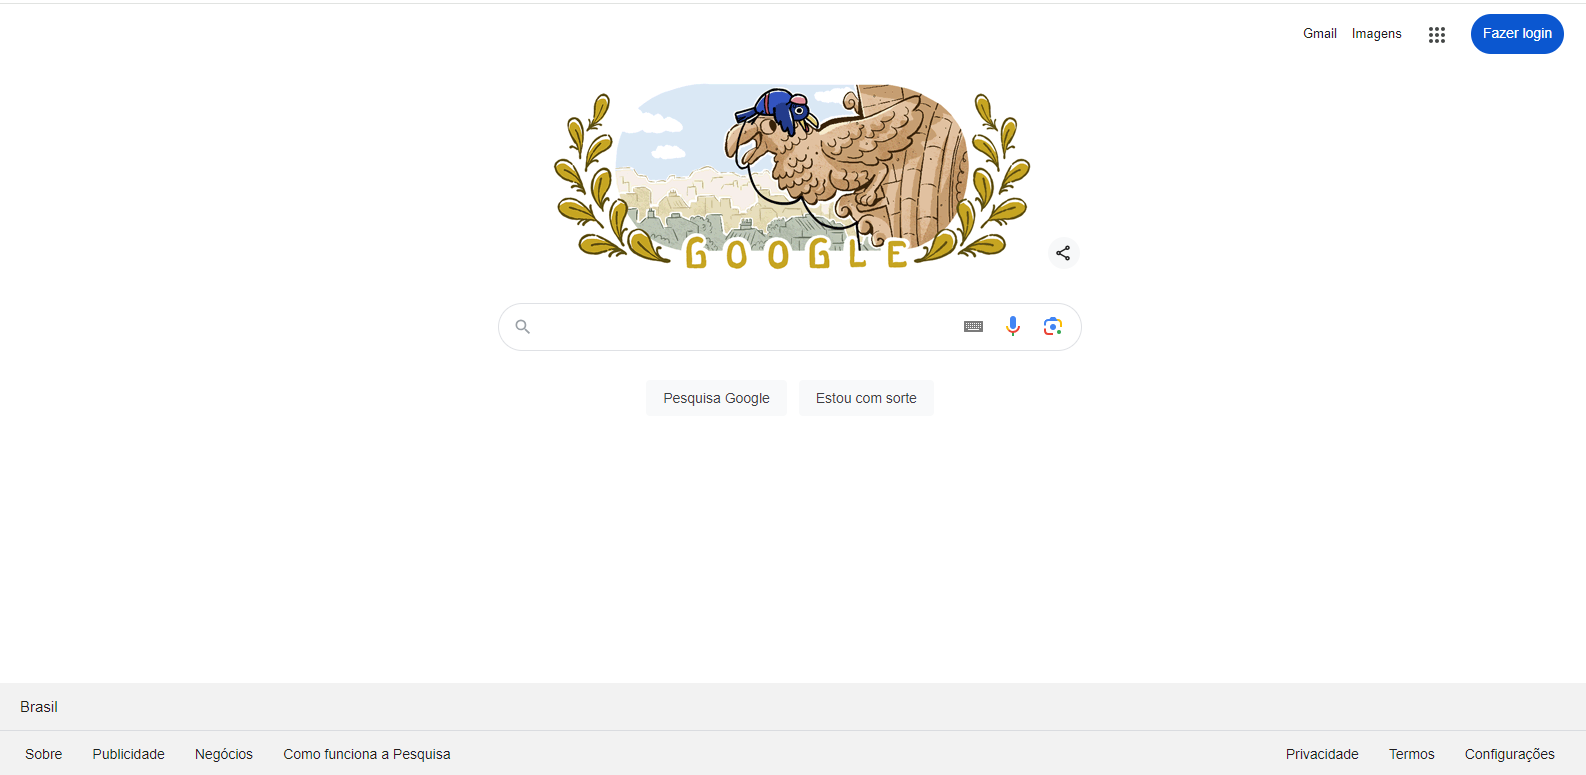 Gmail Imagens Fazer login
GOOGLE
Pesquisa Google Estou com sorte
Brasil
Sobre Publicidade Negócios Como funciona a Pesquisa Privacidade Termos Configurações